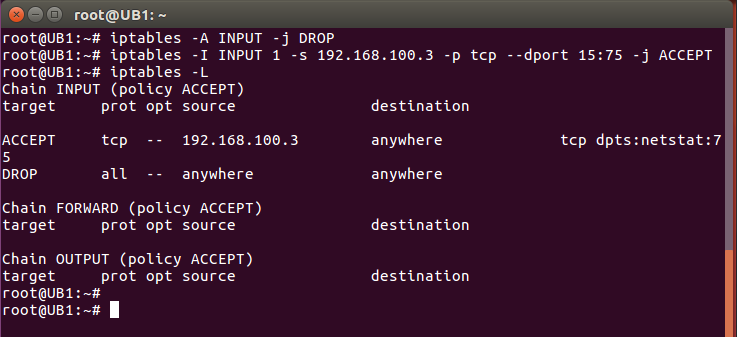 root@UB1: ~
root@UB1:~# iptables -A INPUT -j DROP
root@UB1:~# iptables -I INPUT 1 -s 192.168.100.3 -p tcp --dport 15:75 -j ACCEPT
root@UB1:~# iptables -L
Chain INPUT (policy ACCEPT)
target     prot opt source               destination
ACCEPT     tcp  --  192.168.100.3        anywhere             tcp dpts:netstat:7
5
DROP       all  --  anywhere             anywhere
Chain FORWARD (policy ACCEPT)
target     prot opt source               destination
Chain OUTPUT (policy ACCEPT)
target     prot opt source               destination
root@UB1:~#
root@UB1:~#